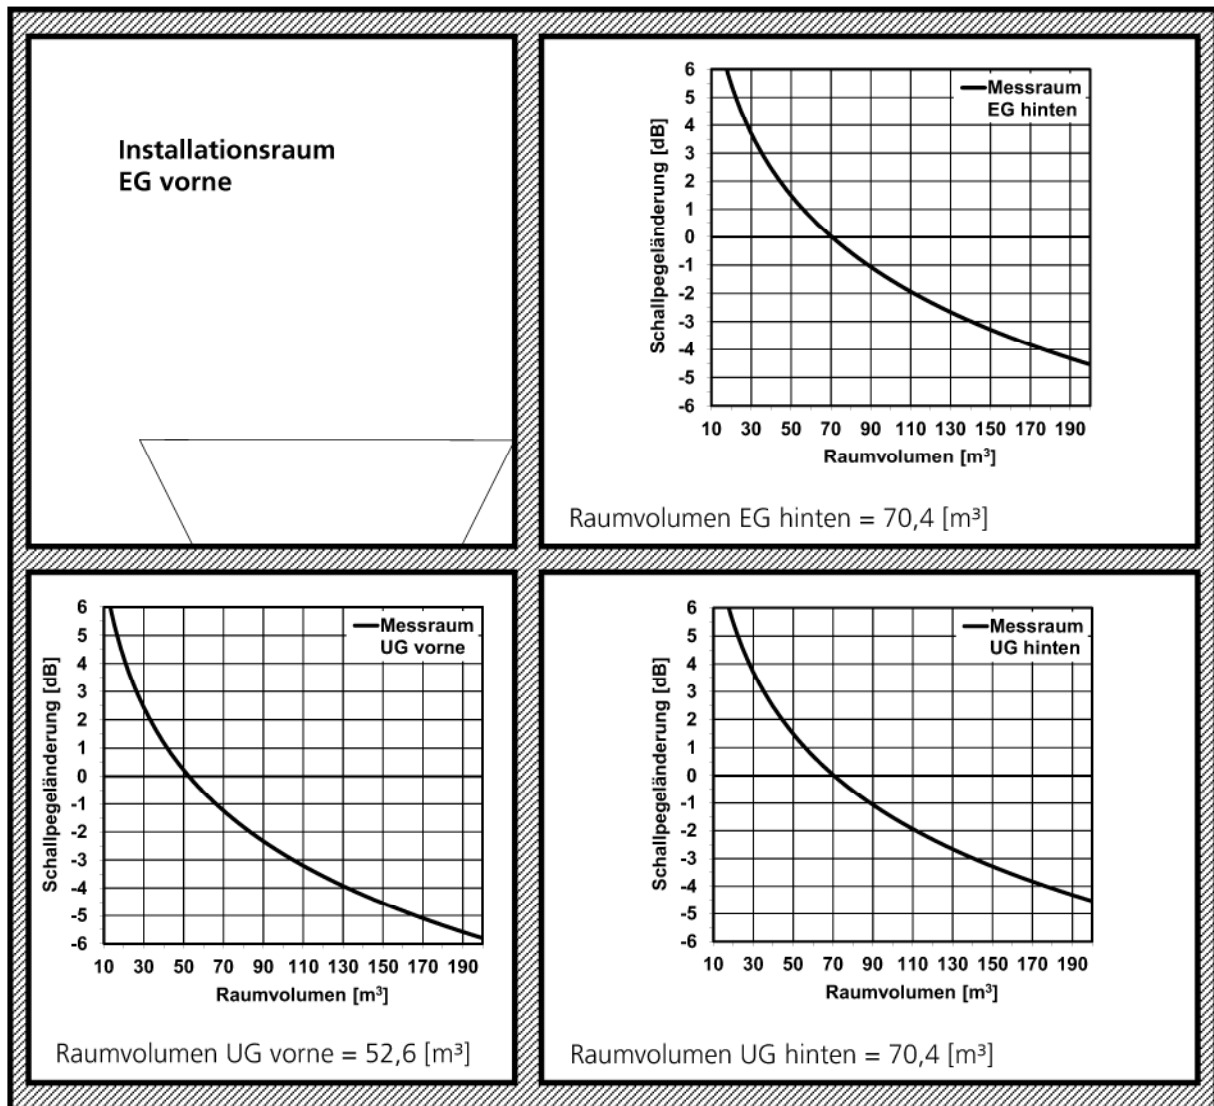 Installationsraum
EG vorne
6
5
4
3
2
1
0
-1
-2
-3
-4
-5
-6
Schallpegeländerung [dB]
Messraum
EG hinten
10 30 50 70 90 110 130 150 170 190
Raumvolumen [m³]
Raumvolumen EG hinten = 70,4 [m³]
6
5
4
3
2
1
0
-1
-2
-3
-4
-5
-6
Schallpegeländerung [dB]
Messraum
UG vorne
10 30 50 70 90 110 130 150 170 190
Raumvolumen [m³]
Raumvolumen UG vorne = 52,6 [m³]
6
5
4
3
2
1
0
-1
-2
-3
-4
-5
-6
Schallpegeländerung [dB]
Messraum
UG hinten
10 30 50 70 90 110 130 150 170 190
Raumvolumen [m³]
Raumvolumen UG hinten = 70,4 [m³]